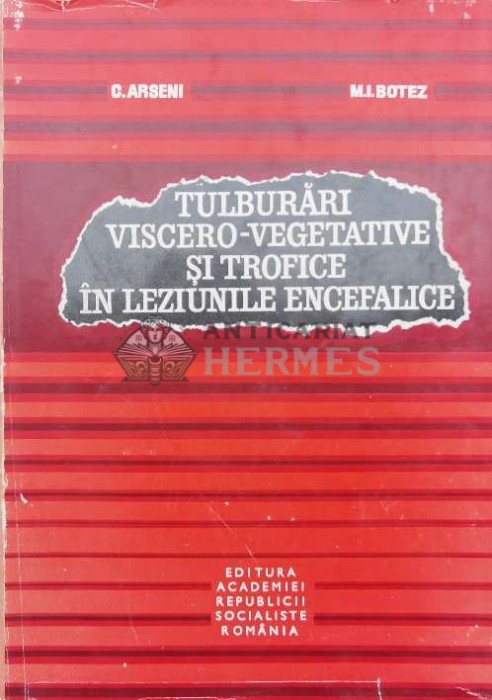 C. ARSENI M.I. BOTEZ
TULBURĂRI
VISCERO-VEGETATIVE
ȘI TROFICE
ÎN LEZIUNILE ENCEFALICE
ANTICARIAT
HERMES
EDITURA
ACADEMIEI
REPUBLICII
SOCIALISTE
ROMÂNIA